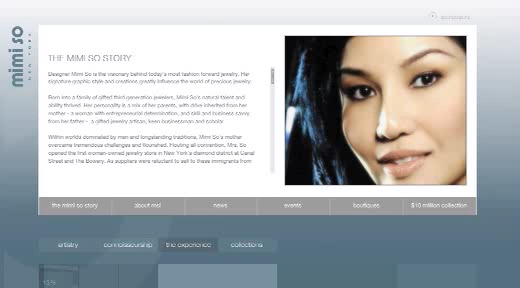 mimi so
NEW YORK
THE MIMI SO STORY
Designer Mimi So is the visionary behind today's most fashion forward jewelry. Her
signature graphic style and creations greatly influence the world of precious jewelry.
Born into a family of gifted third generation jewelers, Mimi So's natural talent and
ability thrived. Her personality is a mix of her parents, with drive inherited from her
mother - a woman with entrepreneurial determination, and skill and business savvy
from her father - a gifted jewelry artisan, keen businessman and scholar.
Within worlds dominated by men and longstanding traditions, Mimi So's mother
overcame tremendous challenges and flourished. Flouting all convention, Mrs. So
opened the first woman-owned jewelry store in New York's diamond district at Canal
Street and The Bowery. As suppliers were reluctant to sell to these immigrants from
the mimi so story
about msi
news
events
boutiques
$10 million collection
artistry
connoisseurship
the experience
collections